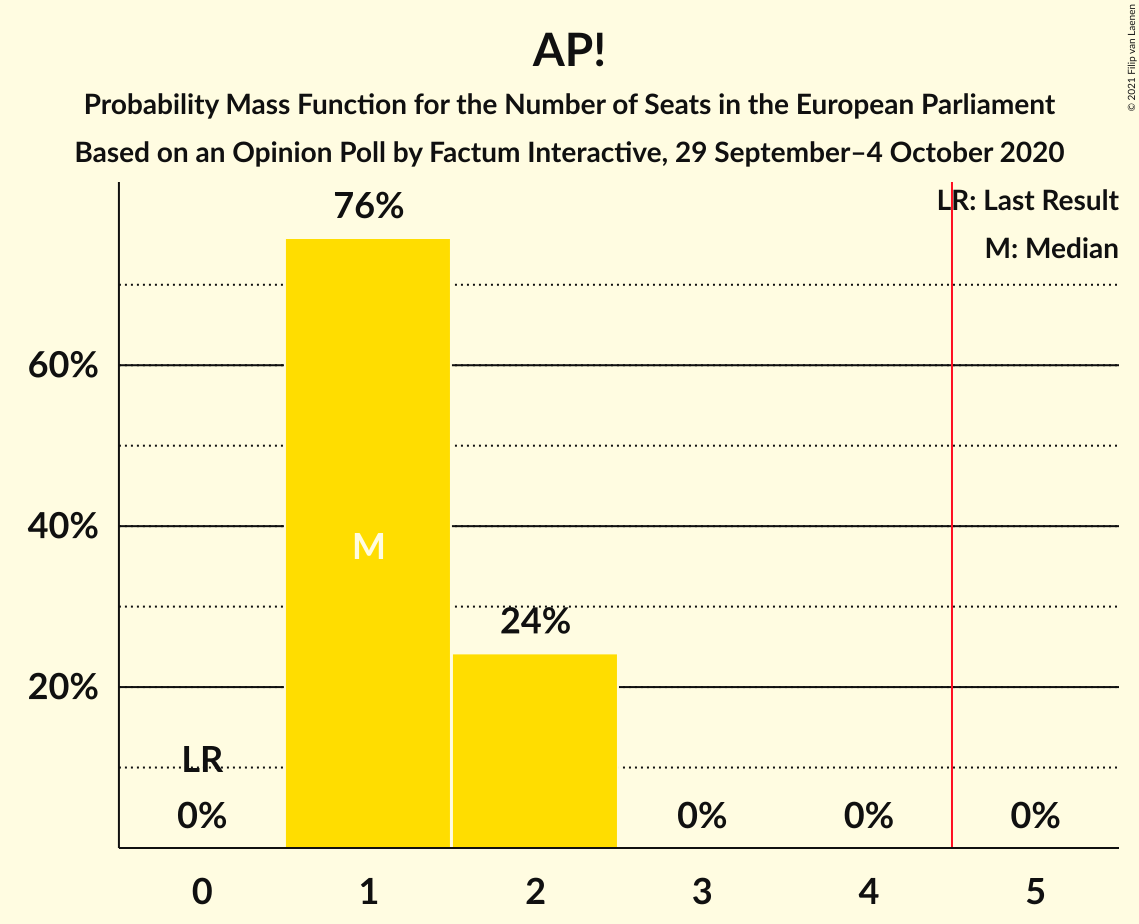 AP!
Probability Mass Function for the Number of Seats in the European Parliament
Based on an Opinion Poll by Factum Interactive, 29 September–4 October 2020
© 2021 Filip van Laenen
LR: Last Result
M: Median
76%
60%
40%
M
24%
20%
LR
0%
0%
0%
0%
0 1 2 3 4 5